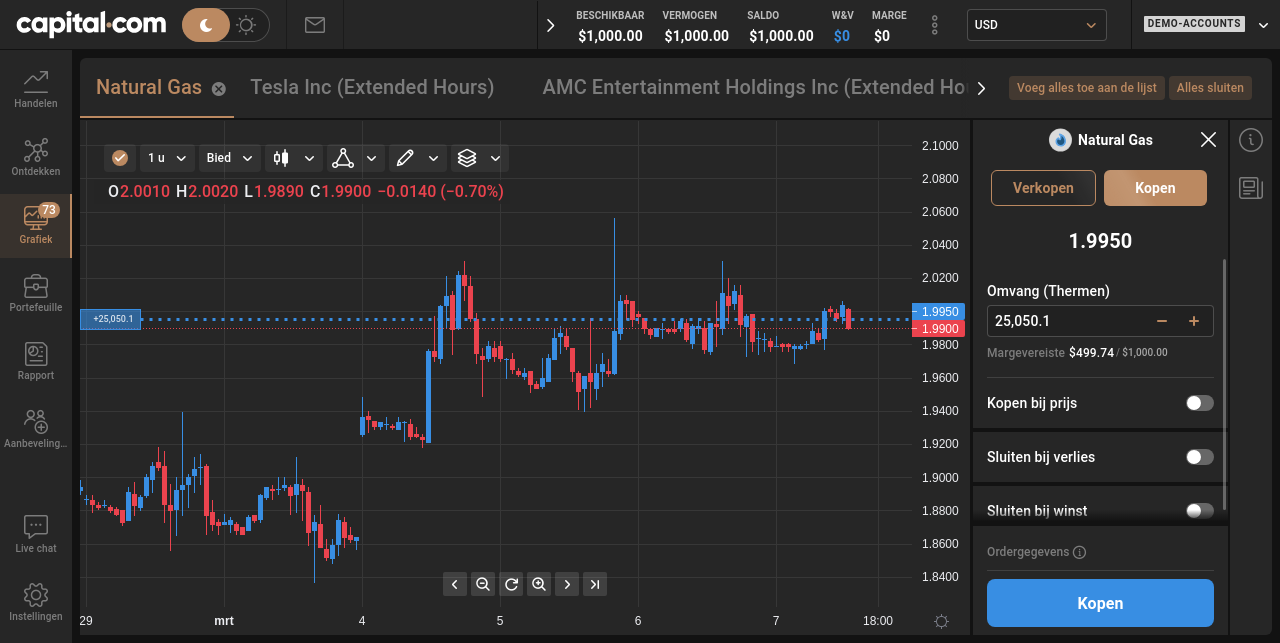 capital.com
BESCHIKBAAR
$1,000.00
VERMOGEN
$1,000.00
SALDO
$1,000.00
W&V
$0
MARGE
$0
USD
DEMO-ACCOUNTS
Handelen
Ontdekken
73
Grafiek
Portefeuille
Rapport
Aanbeveling...
Live chat
Instellingen
Natural Gas
Tesla Inc (Extended Hours)
AMC Entertainment Holdings Inc (Extended Ho
Voeg alles toe aan de lijst
Alles sluiten
1 u
Bied
O2.0010 H2.0020 L1.9890 C1.9900 −0.0140 (−0.70%)
+25,050.1
2.1000
2.0800
2.0600
2.0400
2.0200
1.9950
1.9900
1.9800
1.9600
1.9400
1.9200
1.9000
1.8800
1.8600
1.8400
29 mrt 4 5 6 7 18:00
Natural Gas
Verkopen
Kopen
1.9950
Omvang (Thermen)
25,050.1
Margevereiste $499.74 / $1,000.00
Kopen bij prijs
Sluiten bij verlies
Sluiten bij winst
Ordergegevens
Kopen